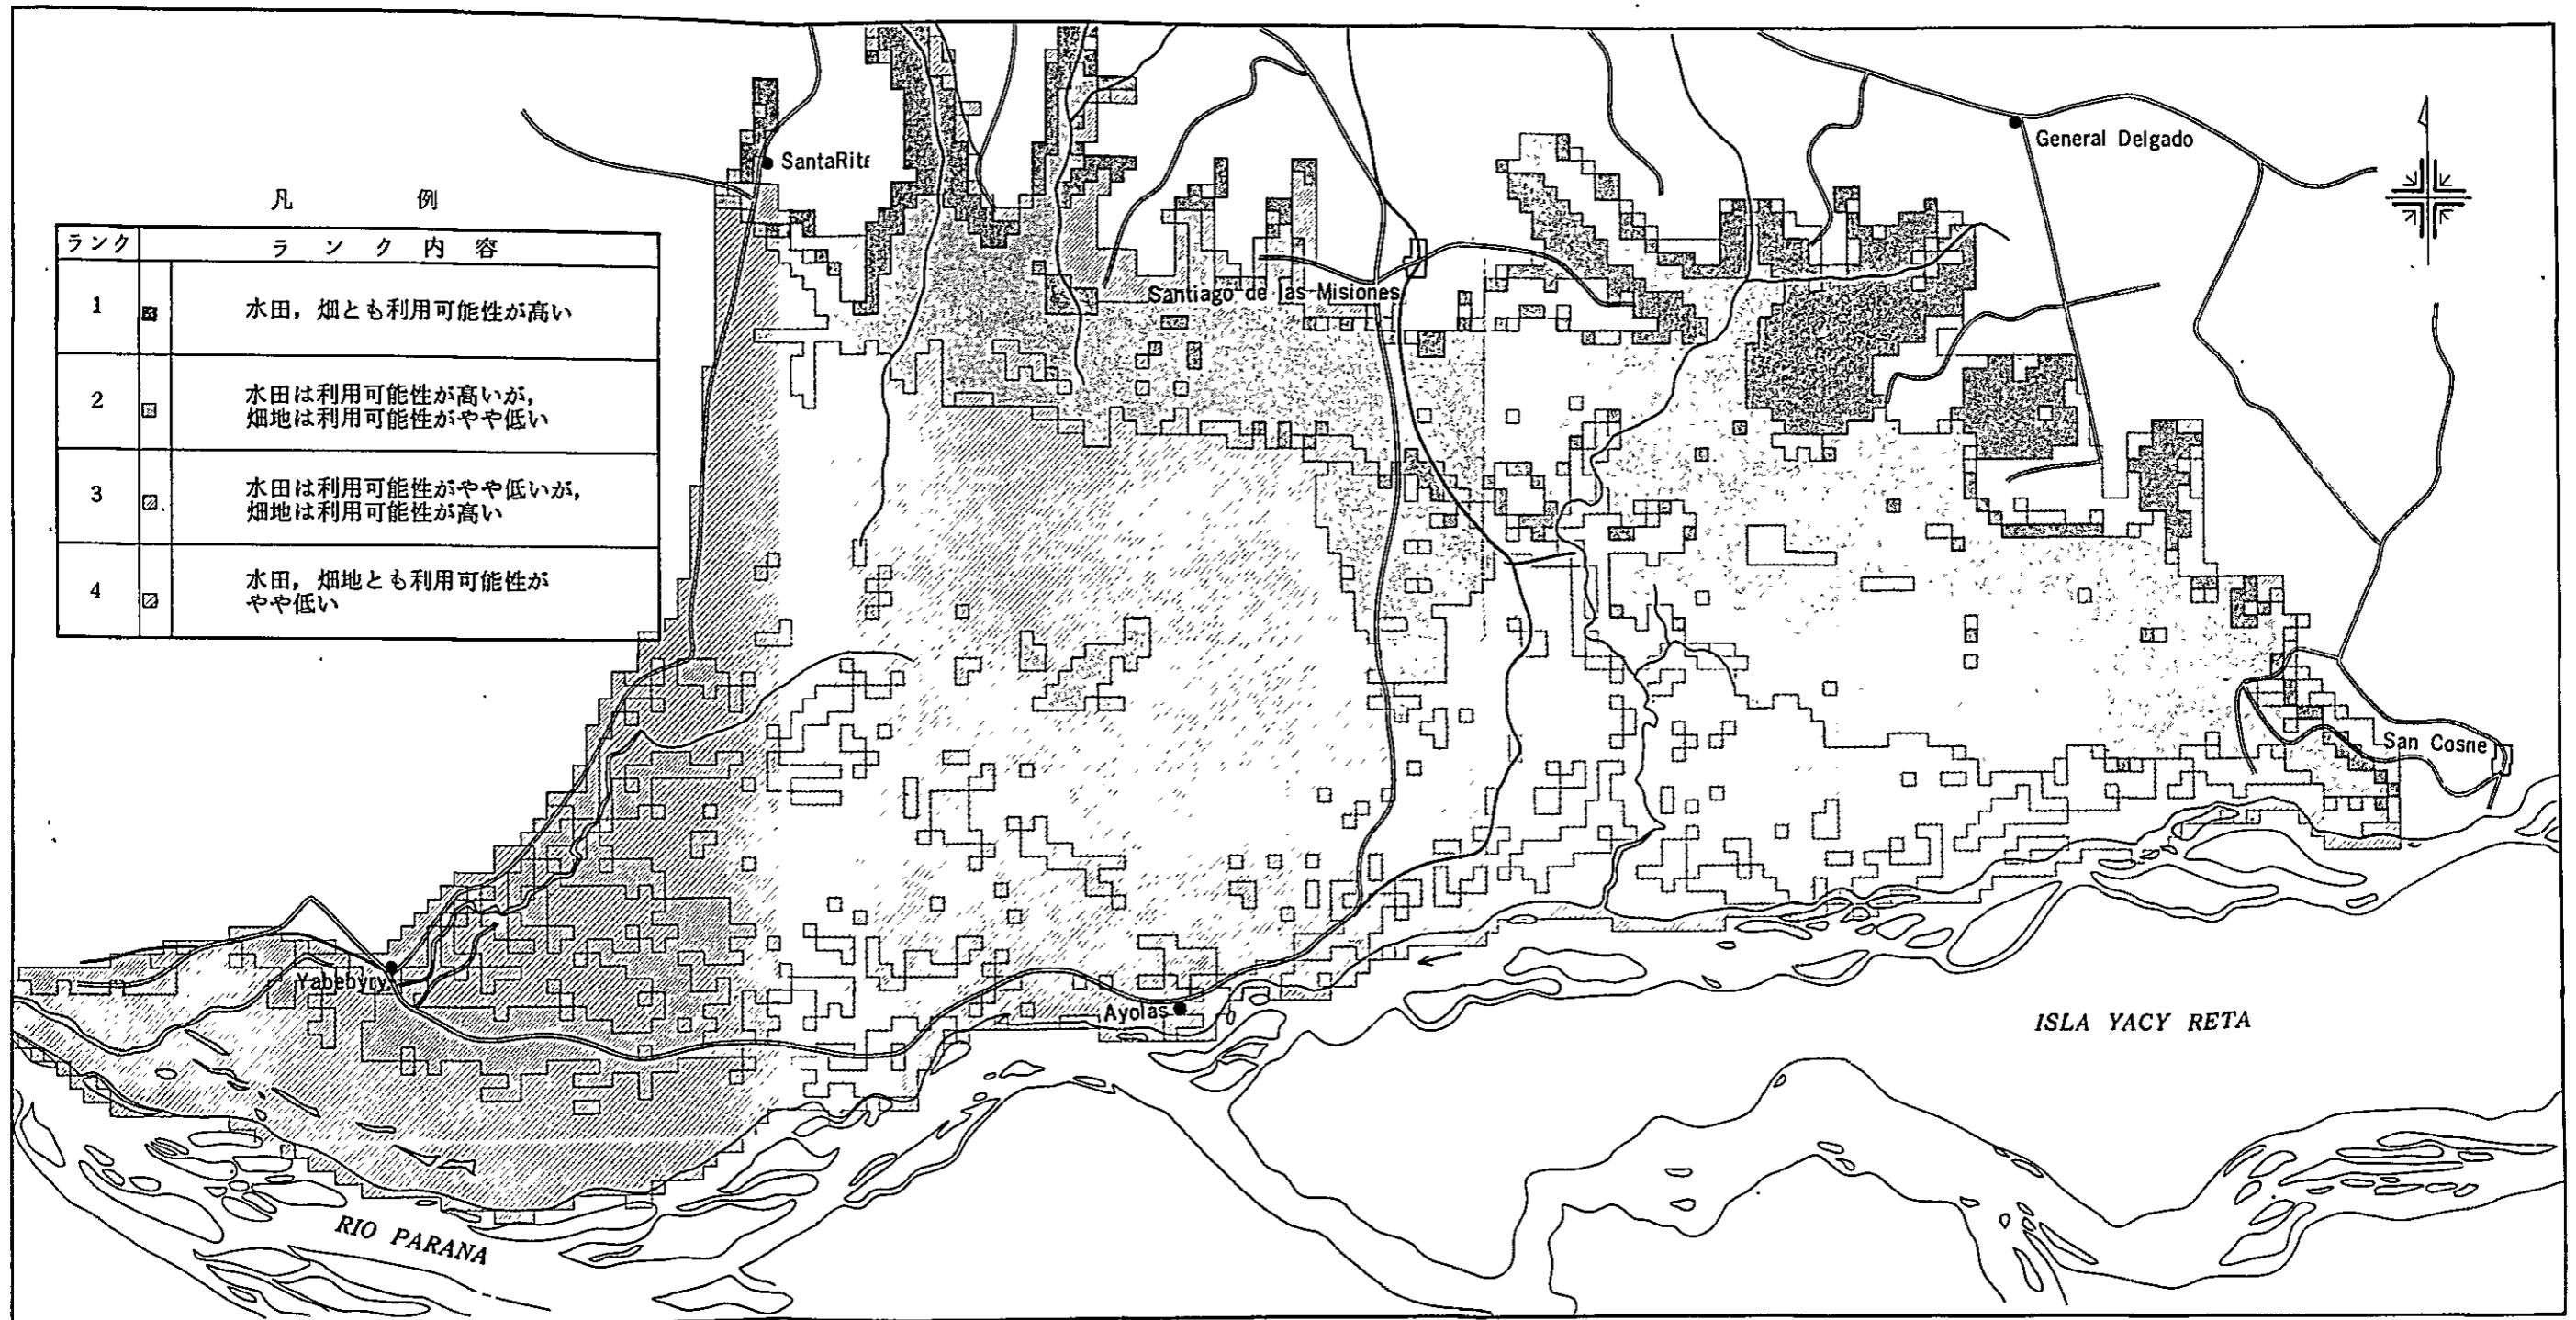 凡 例
ランク ランク内容
1 水田，畑とも利用可能性が高い
2 水田は利用可能性が高いが，
畑地は利用可能性がやや低い
3 水田は利用可能性がやや低いが，
畑地は利用可能性が高い
4 水田，畑地とも利用可能性が
やや低い
SantaRita
General Delgado
Santiago de las Misiones
San Cosne
Yabebyry
Ayolas
ISLA YACY RETA
RIO PARANA